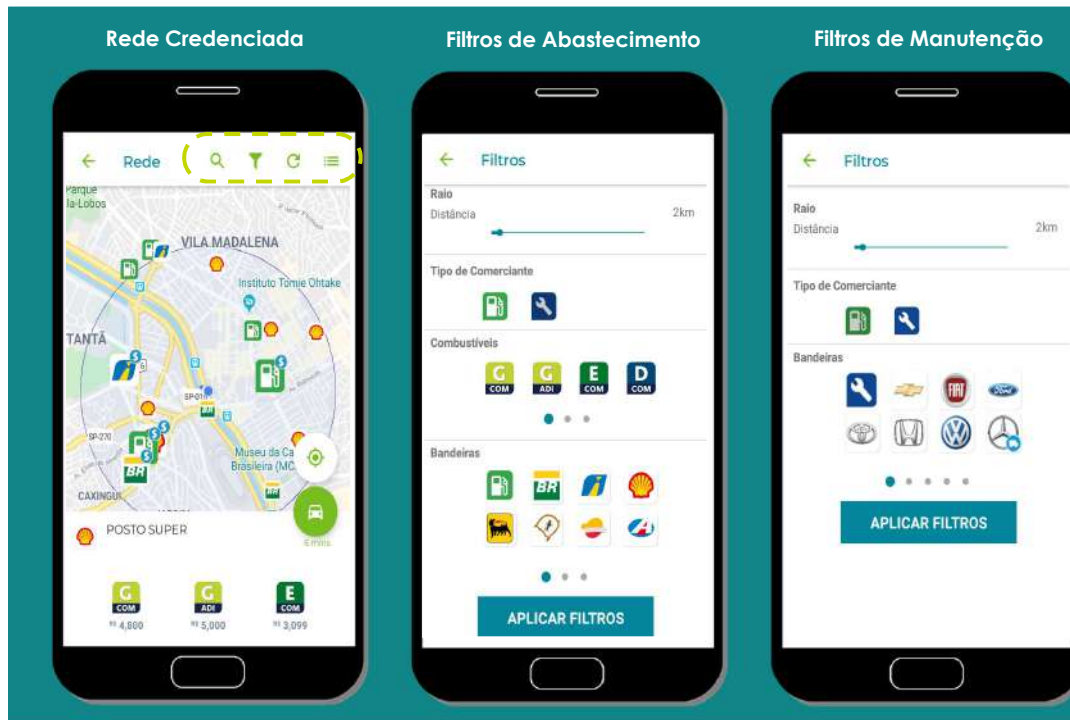 Rede Credenciada
Filtros de Abastecimento
Filtros de Manutenção
Rede
Parque
la-Lobos
VILA MADALENA
Instituto Tomie Ohtake
TANTÃ
SP-270
Museu da Ca
Brasileira (MC
CAXINGUI
BR
BR
BR
POSTO SUPER
6 mins
G
COM
G
ADI
E
COM
R$ 4,800
R$ 5,000
R$ 3,099
Filtros
Raio
Distância
2km
Tipo de Comerciante
Combustíveis
G
COM
G
ADI
E
COM
D
COM
Bandeiras
BR
APLICAR FILTROS
Filtros
Raio
Distância
2km
Tipo de Comerciante
Bandeiras
FIAT
Ford
APLICAR FILTROS